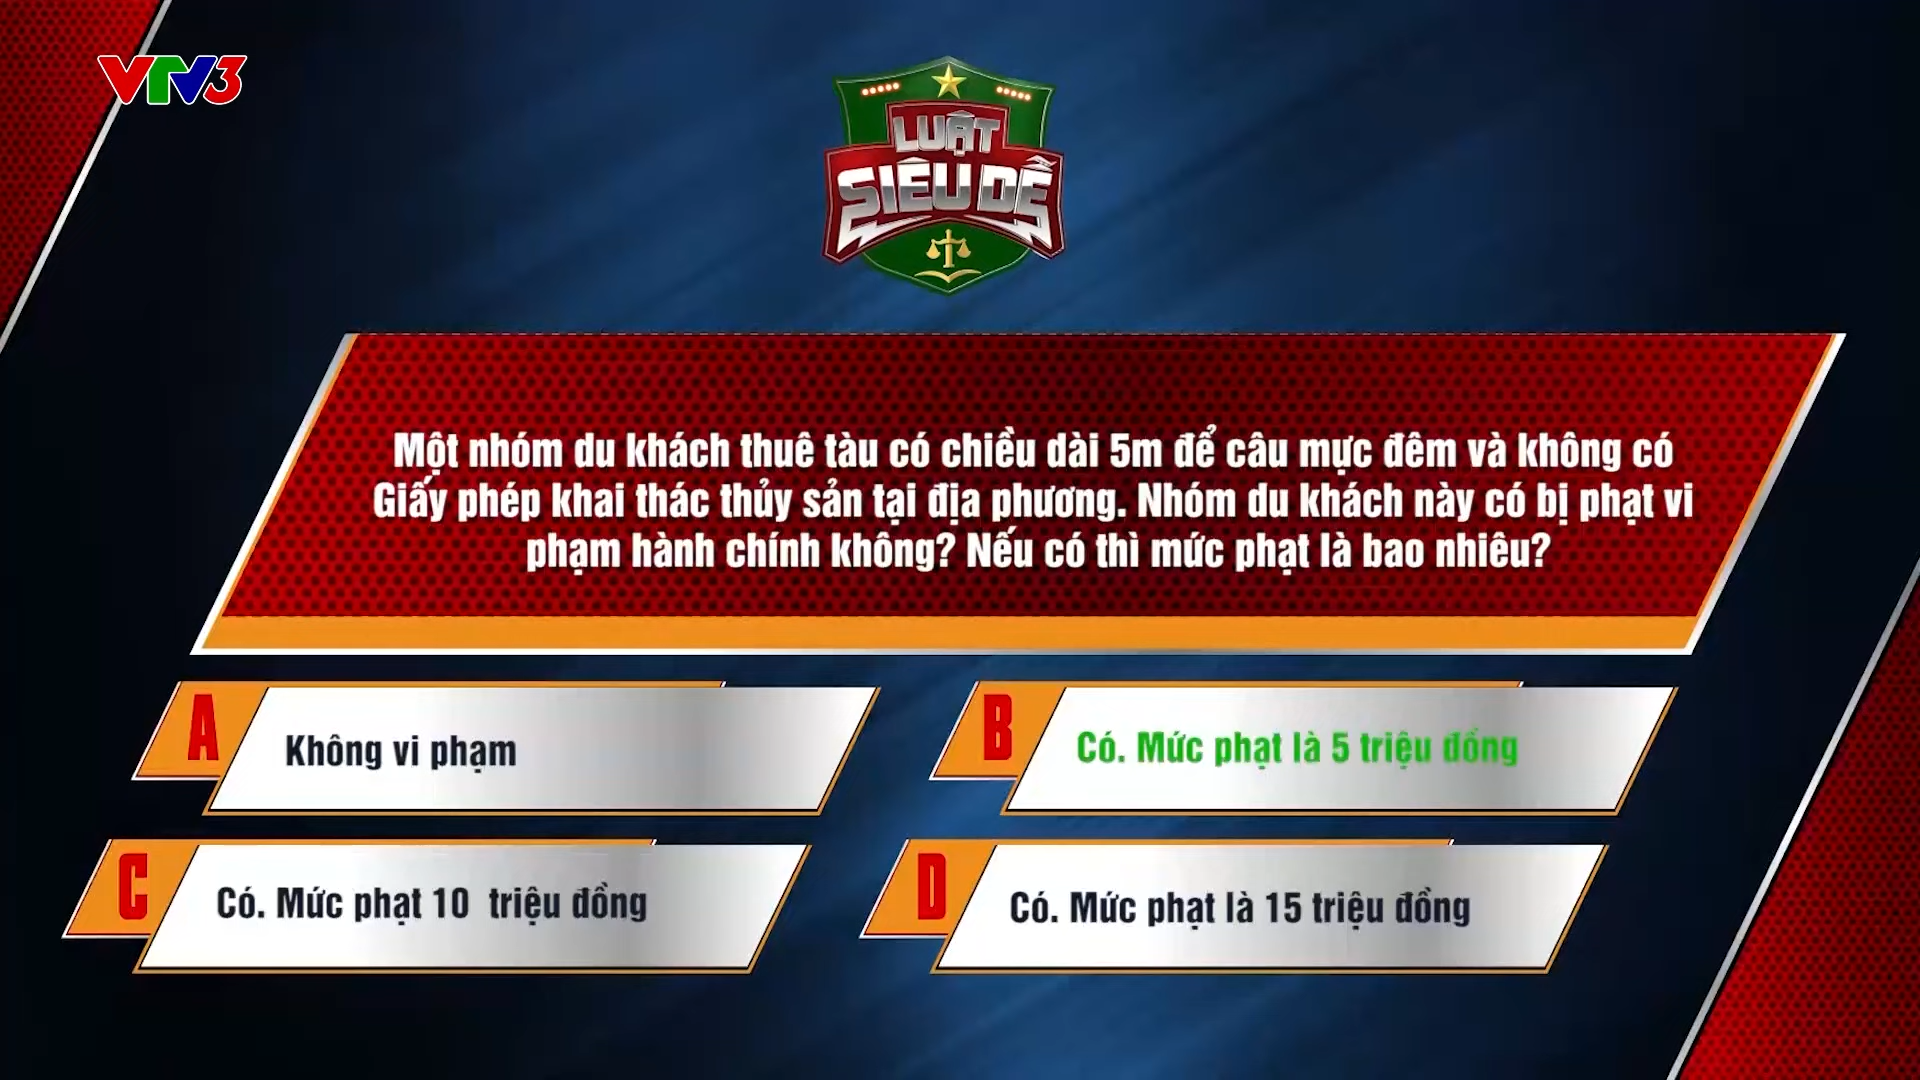 VTV3
LUẬT
SIÊU DỄ
Một nhóm du khách thuê tàu có chiều dài 5m để câu mực đêm và không có
Giấy phép khai thác thủy sản tại địa phương. Nhóm du khách này có bị phạt vi
phạm hành chính không? Nếu có thì mức phạt là bao nhiêu?
A Không vi phạm
B Có. Mức phạt là 5 triệu đồng
C Có. Mức phạt 10 triệu đồng
D Có. Mức phạt là 15 triệu đồng